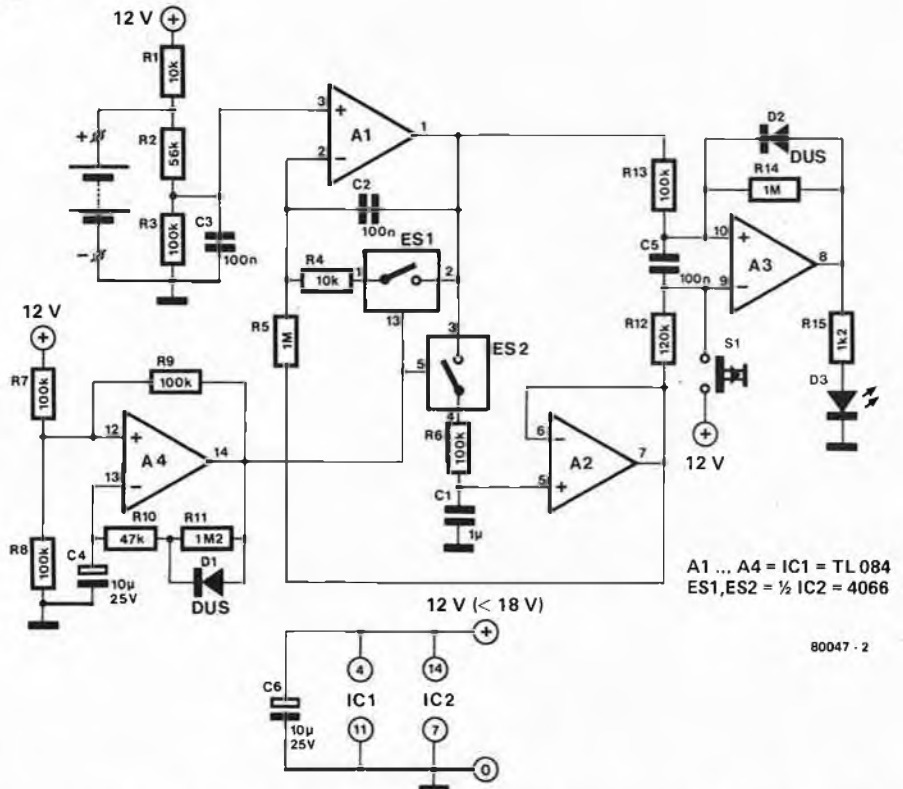 12 V +
R1
10k
R2
56k
R3
100k
C3
100n
+
−
3
+
A1
1
2
−
C2
100n
R4
10k
ES1
1
2
13
R5
1M
ES2
3
5
4
R6
100k
C1
1µ
6
−
A2
7
5
+
R13
100k
C5
100n
R12
120k
D2
DUS
R14
1M
10
+
A3
8
9
−
R15
1k2
S1
D3
+
12 V
12 V
+
R7
100k
R9
100k
12
+
A4
14
13
−
R10
47k
R11
1M2
D1
DUS
R8
100k
C4
10µ
25V
A1 ... A4 = IC1 = TL 084
ES1,ES2 = ½ IC2 = 4066
80047 - 2
12 V (< 18 V)
+
4
14
IC1
IC2
C6
10µ
25V
11
7
0